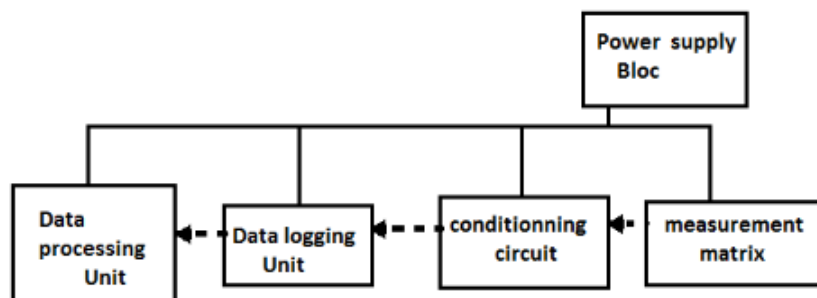 Power supply
Bloc
Data
processing
Unit
Data logging
Unit
conditionning
circuit
measurement
matrix